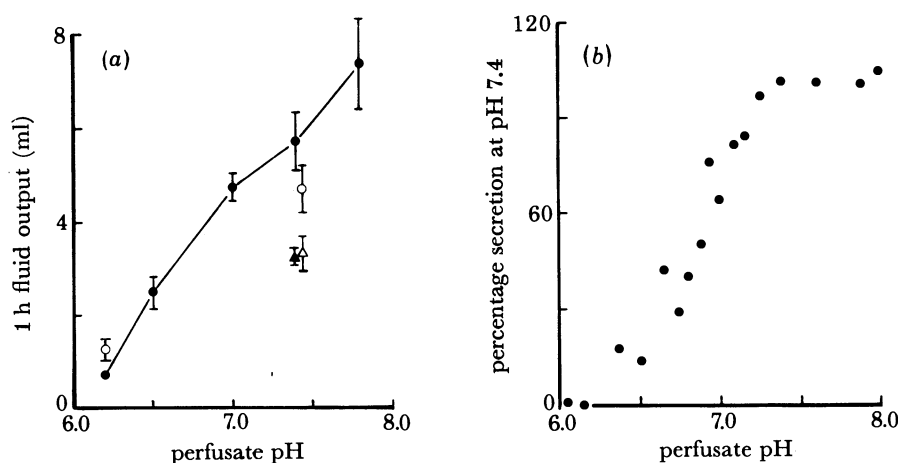 (a)
8
4
0
6.0
7.0
8.0
perfusate pH
1 h fluid output (ml)
(b)
120
60
0
6.0
7.0
8.0
perfusate pH
percentage secretion at pH 7.4